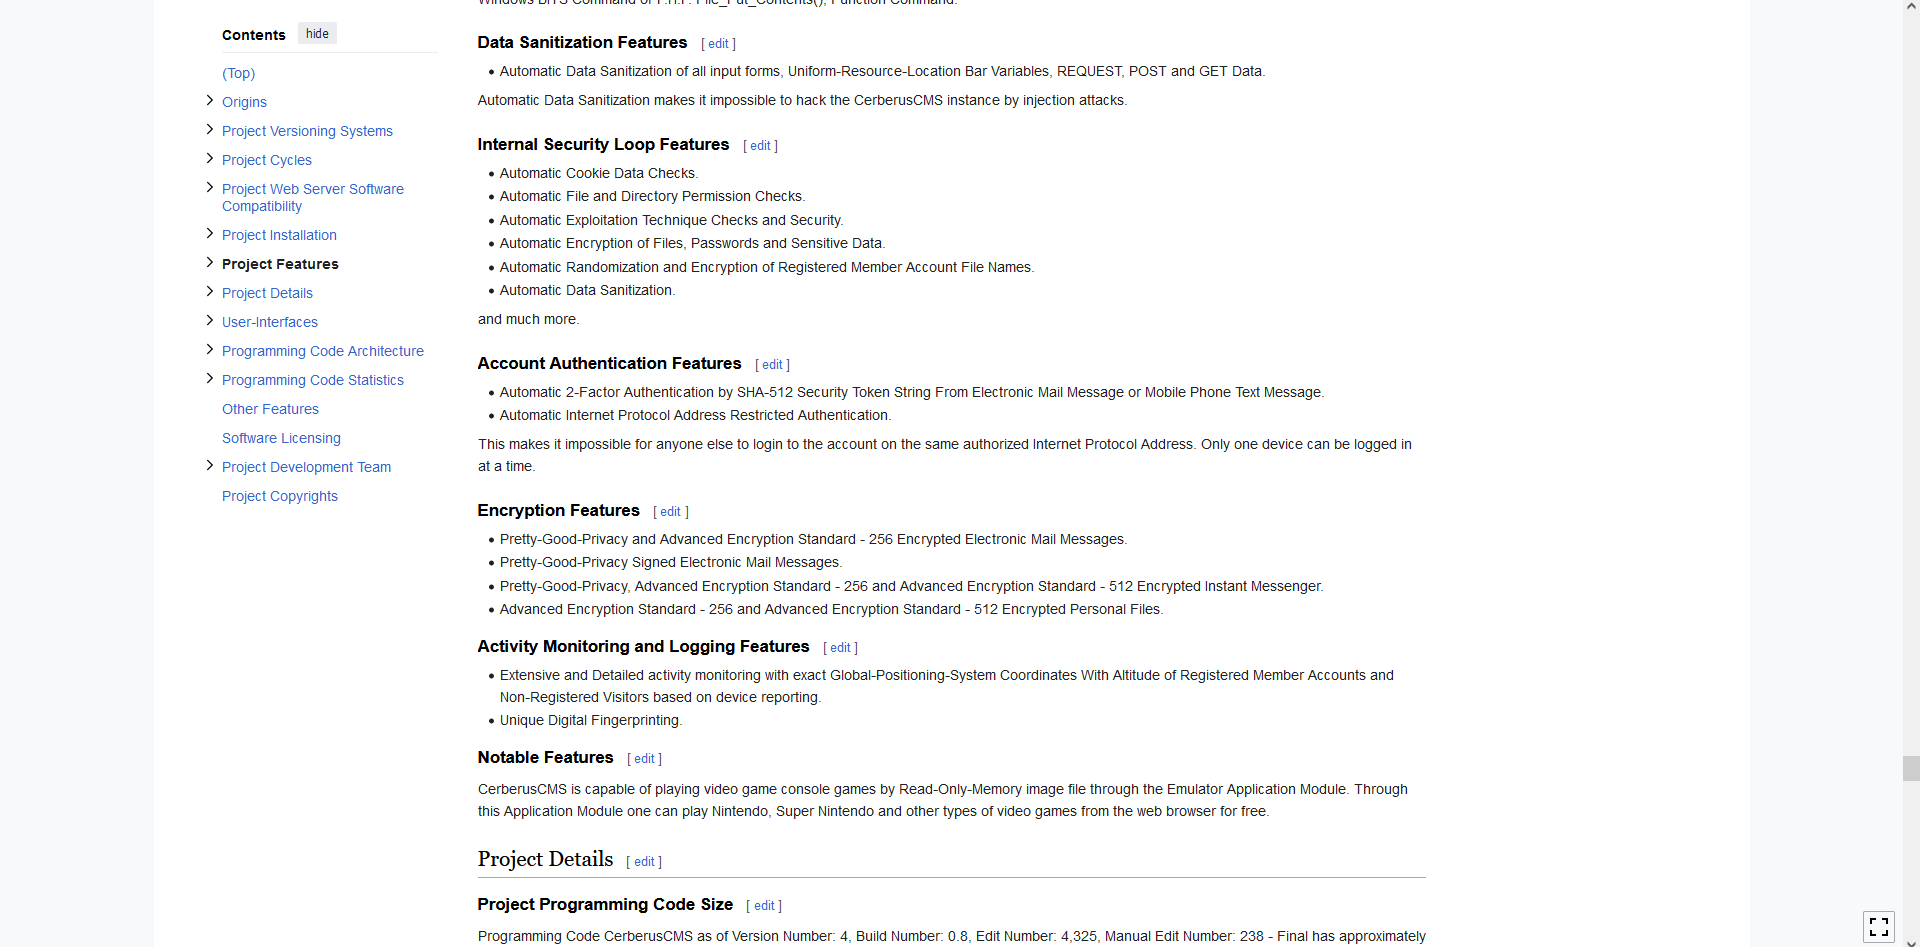 Windows BITS Command or P.H.P. File_Put_Contents(); Function Command.
Contents hide
(Top)
Origins
Project Versioning Systems
Project Cycles
Project Web Server Software
Compatibility
Project Installation
Project Features
Project Details
User-Interfaces
Programming Code Architecture
Programming Code Statistics
Other Features
Software Licensing
Project Development Team
Project Copyrights
Data Sanitization Features [ edit ]
• Automatic Data Sanitization of all input forms, Uniform-Resource-Location Bar Variables, REQUEST, POST and GET Data.
Automatic Data Sanitization makes it impossible to hack the CerberusCMS instance by injection attacks.
Internal Security Loop Features [ edit ]
• Automatic Cookie Data Checks.
• Automatic File and Directory Permission Checks.
• Automatic Exploitation Technique Checks and Security.
• Automatic Encryption of Files, Passwords and Sensitive Data.
• Automatic Randomization and Encryption of Registered Member Account File Names.
• Automatic Data Sanitization.
and much more.
Account Authentication Features [ edit ]
• Automatic 2-Factor Authentication by SHA-512 Security Token String From Electronic Mail Message or Mobile Phone Text Message.
• Automatic Internet Protocol Address Restricted Authentication.
This makes it impossible for anyone else to login to the account on the same authorized Internet Protocol Address. Only one device can be logged in
at a time.
Encryption Features [ edit ]
• Pretty-Good-Privacy and Advanced Encryption Standard - 256 Encrypted Electronic Mail Messages.
• Pretty-Good-Privacy Signed Electronic Mail Messages.
• Pretty-Good-Privacy, Advanced Encryption Standard - 256 and Advanced Encryption Standard - 512 Encrypted Instant Messenger.
• Advanced Encryption Standard - 256 and Advanced Encryption Standard - 512 Encrypted Personal Files.
Activity Monitoring and Logging Features [ edit ]
• Extensive and Detailed activity monitoring with exact Global-Positioning-System Coordinates With Altitude of Registered Member Accounts and
Non-Registered Visitors based on device reporting.
• Unique Digital Fingerprinting.
Notable Features [ edit ]
CerberusCMS is capable of playing video game console games by Read-Only-Memory image file through the Emulator Application Module. Through
this Application Module one can play Nintendo, Super Nintendo and other types of video games from the web browser for free.
Project Details [ edit ]
Project Programming Code Size [ edit ]
Programming Code CerberusCMS as of Version Number: 4, Build Number: 0.8, Edit Number: 4,325, Manual Edit Number: 238 - Final has approximately